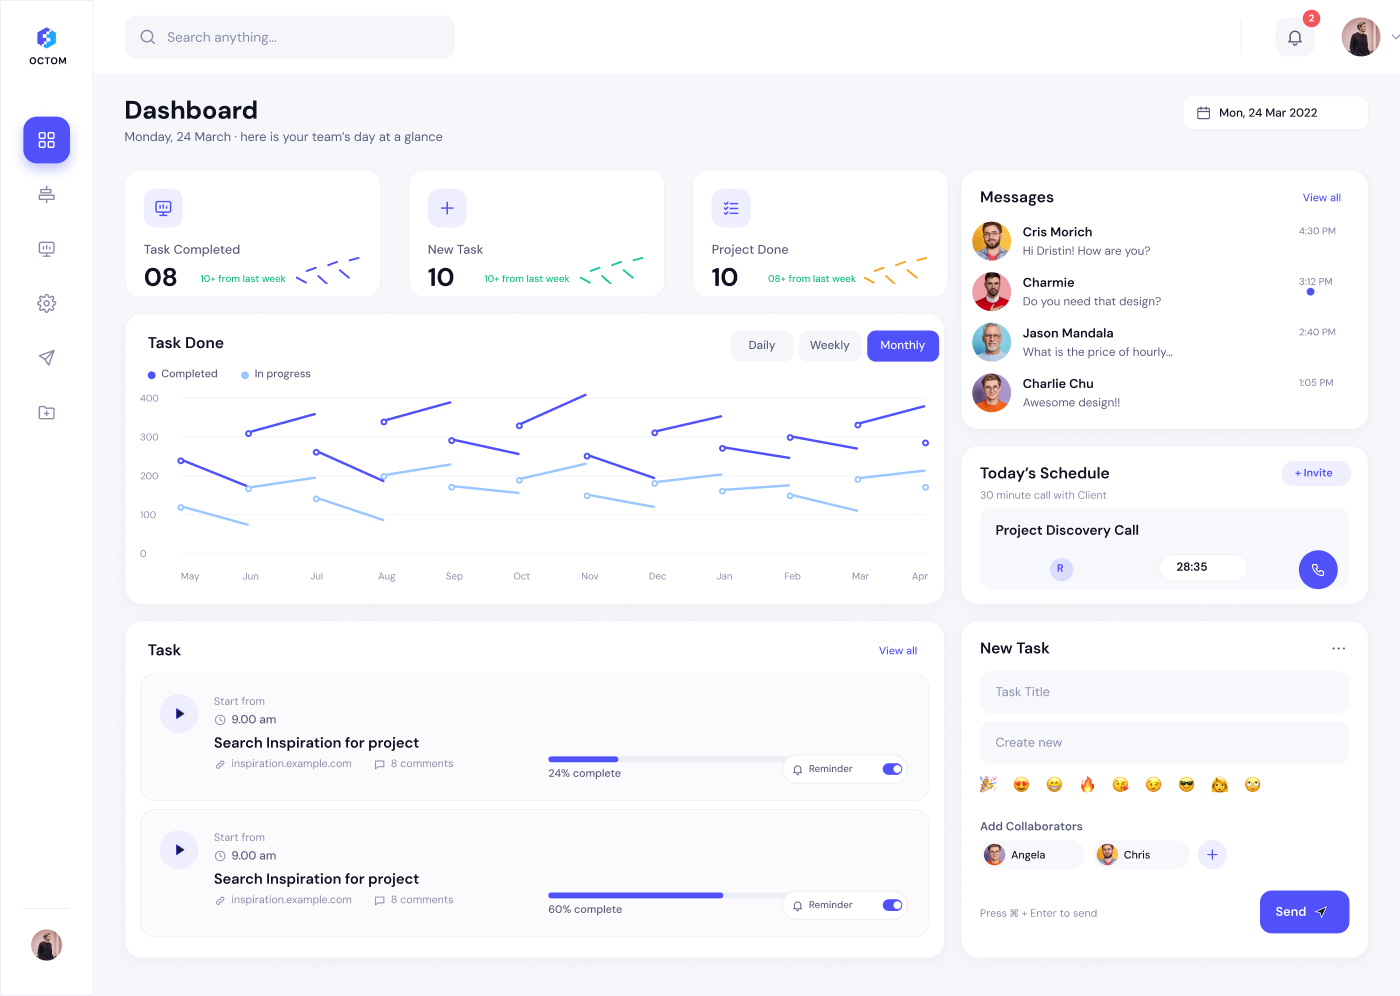 OCTOM
Search anything...
2
Dashboard
Monday, 24 March · here is your team's day at a glance
Mon, 24 Mar 2022
Task Completed
08
10+ from last week
New Task
10
10+ from last week
Project Done
10
08+ from last week
Messages
View all
Cris Morich
4:30 PM
Hi Dristin! How are you?
Charmie
3:12 PM
Do you need that design?
Jason Mandala
2:40 PM
What is the price of hourly...
Charlie Chu
1:05 PM
Awesome design!!
Task Done
Daily
Weekly
Monthly
Completed
In progress
400
300
200
100
0
May
Jun
Jul
Aug
Sep
Oct
Nov
Dec
Jan
Feb
Mar
Apr
Today's Schedule
+ Invite
30 minute call with Client
Project Discovery Call
R
28:35
Task
View all
Start from
9.00 am
Search Inspiration for project
inspiration.example.com
8 comments
24% complete
Reminder
Start from
9.00 am
Search Inspiration for project
inspiration.example.com
8 comments
60% complete
Reminder
New Task
Task Title
Create new
Add Collaborators
Angela
Chris
Press ⌘ + Enter to send
Send